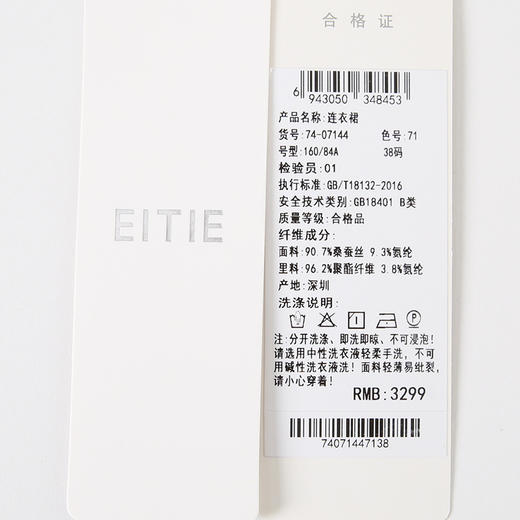 EITIE
合格证
6 943050 348453
产品名称:连衣裙
货号:74-07144 色号:71
号型:160/84A 38码
检验员:01
执行标准:GB/T18132-2016
安全技术类别:GB18401 B类
质量等级:合格品
纤维成分:
面料:90.7%桑蚕丝 9.3%氨纶
里料:96.2%聚酯纤维 3.8%氨纶
产地:深圳
洗涤说明:
注:分开洗涤、即洗即晾、不可浸泡!
请选用中性洗衣液轻柔手洗,不可
用碱性洗衣液洗!面料轻薄易纰裂,
请小心穿着!
RMB:3299
74071447138